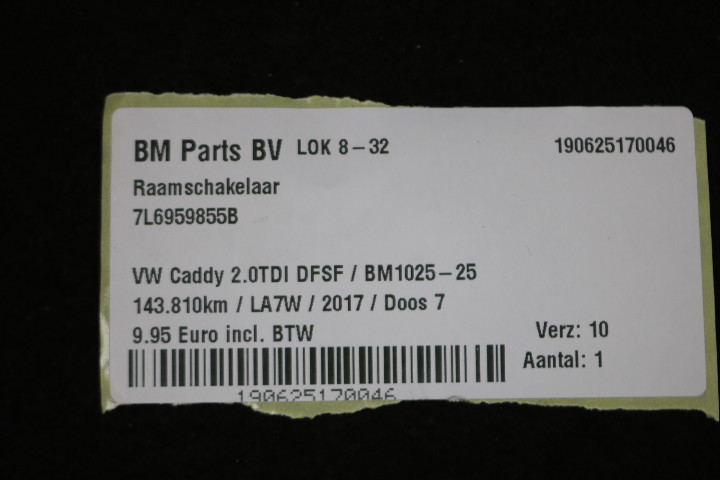 BM Parts BV LOK 8-32 190625170046
Raamschakelaar
7L6959855B
VW Caddy 2.0TDI DFSF / BM1025-25
143.810km / LA7W / 2017 / Doos 7
9.95 Euro incl. BTW Verz: 10
Aantal: 1
190625170046